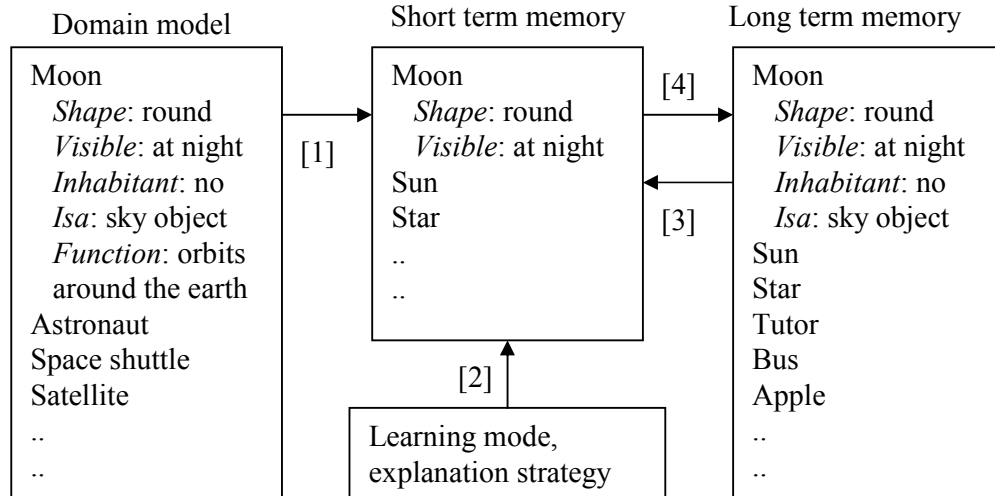 Domain model
Moon
Shape: round
Visible: at night
Inhabitant: no
Isa: sky object
Function: orbits
around the earth
Astronaut
Space shuttle
Satellite
..
..
[1]
Short term memory
Moon
Shape: round
Visible: at night
Sun
Star
..
..
[2]
Learning mode,
explanation strategy
[4]
[3]
Long term memory
Moon
Shape: round
Visible: at night
Inhabitant: no
Isa: sky object
Sun
Star
Tutor
Bus
Apple
..
..